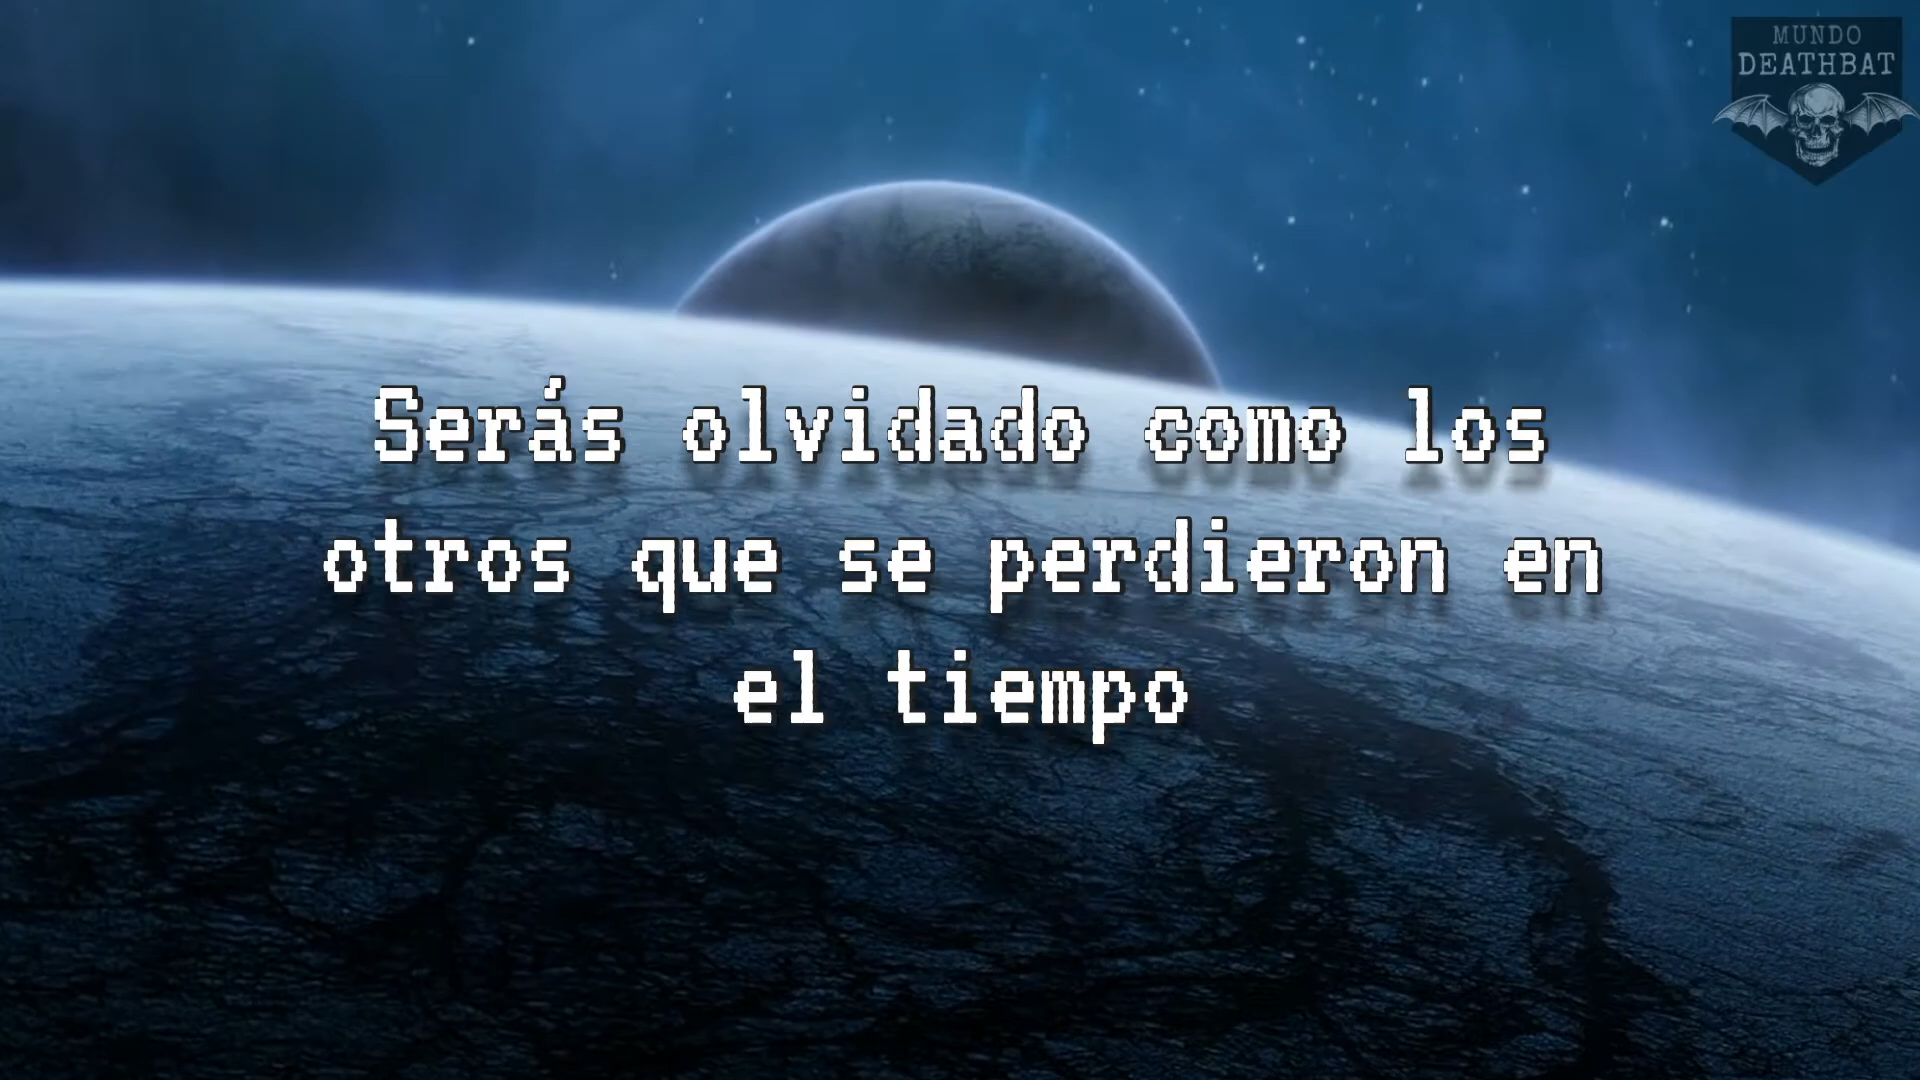 MUNDO
DEATHBAT
Serás olvidado como los
otros que se perdieron en
el tiempo